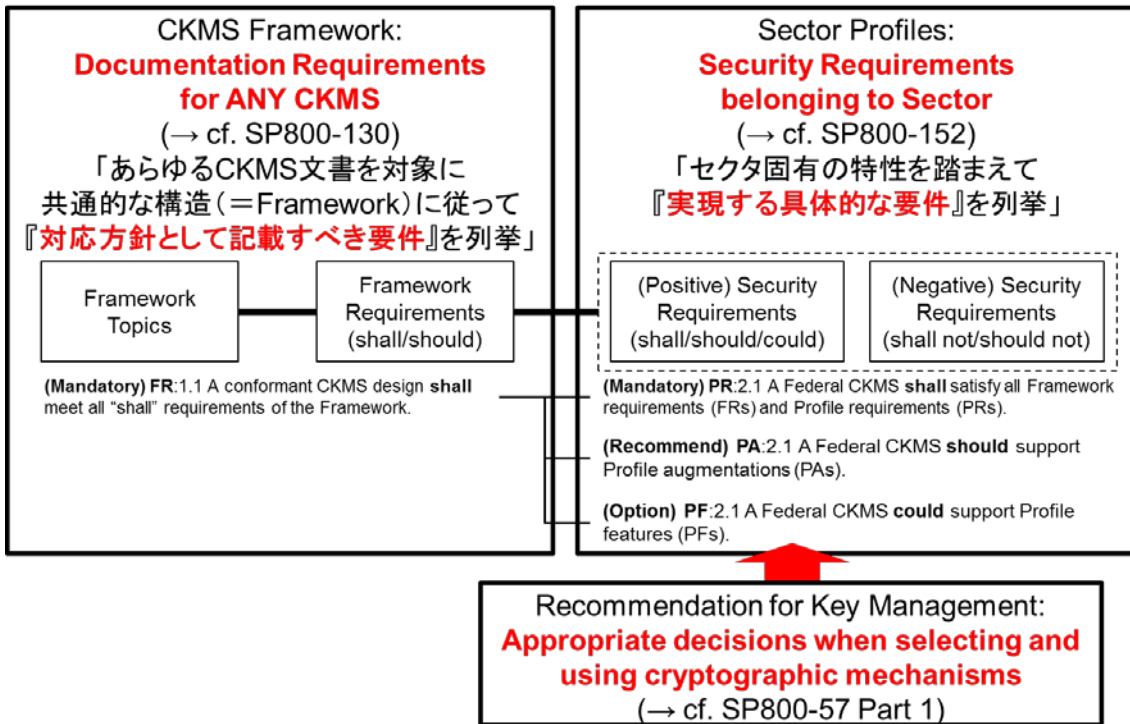 CKMS Framework:
Documentation Requirements
for ANY CKMS
(→ cf. SP800-130)
「あらゆるCKMS文書を対象に
共通的な構造(=Framework)に従って
『対応方針として記載すべき要件』を列挙」
Framework
Topics
Framework
Requirements
(shall/should)
(Mandatory) FR:1.1 A conformant CKMS design shall
meet all “shall” requirements of the Framework.
Sector Profiles:
Security Requirements
belonging to Sector
(→ cf. SP800-152)
「セクタ固有の特性を踏まえて
『実現する具体的な要件』を列挙」
(Positive) Security
Requirements
(shall/should/could)
(Negative) Security
Requirements
(shall not/should not)
(Mandatory) PR:2.1 A Federal CKMS shall satisfy all Framework
requirements (FRs) and Profile requirements (PRs).
(Recommend) PA:2.1 A Federal CKMS should support
Profile augmentations (PAs).
(Option) PF:2.1 A Federal CKMS could support Profile
features (PFs).
Recommendation for Key Management:
Appropriate decisions when selecting and
using cryptographic mechanisms
(→ cf. SP800-57 Part 1)